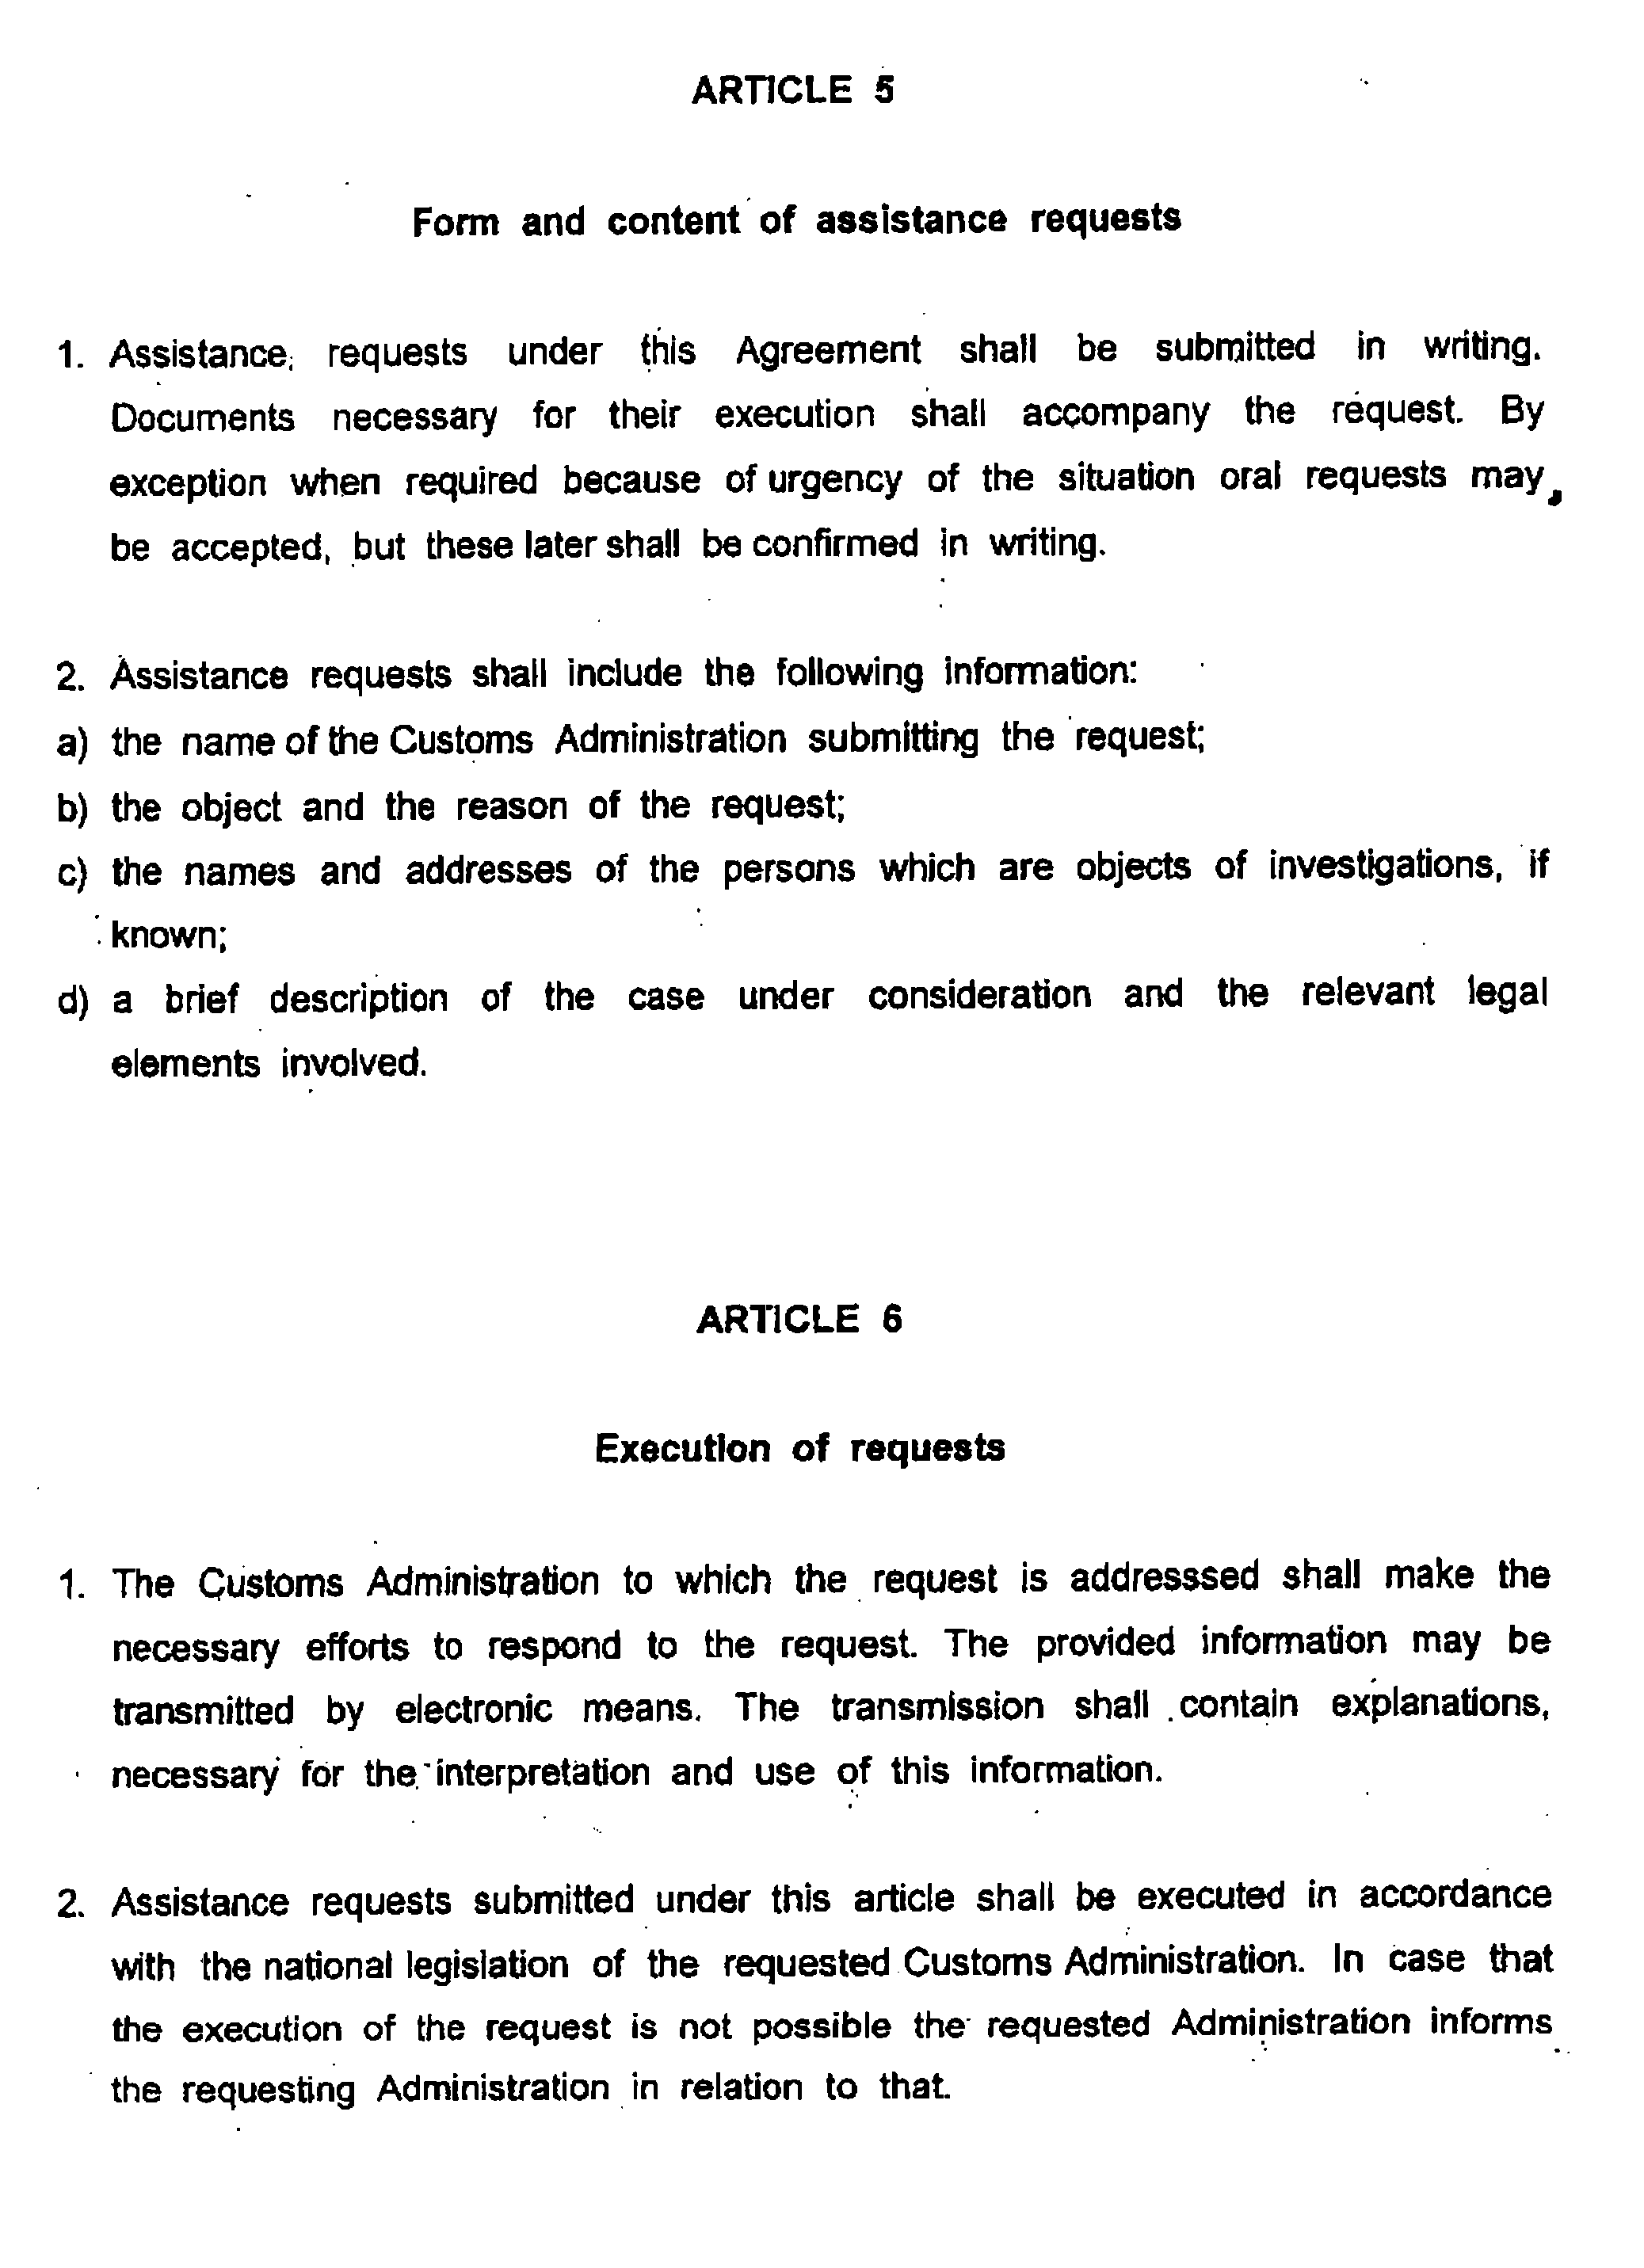 ARTICLE 5
Form and content of assistance requests
1. Assistance requests under this Agreement shall be submitted in writing.
Documents necessary for their execution shall accompany the request. By
exception when required because of urgency of the situation oral requests may
be accepted, but these later shall be confirmed in writing.
2. Assistance requests shall include the following information:
a) the name of the Customs Administration submitting the request;
b) the object and the reason of the request;
c) the names and addresses of the persons which are objects of investigations, if
known;
d) a brief description of the case under consideration and the relevant legal
elements involved.
ARTICLE 6
Execution of requests
1. The Customs Administration to which the request is addresssed shall make the
necessary efforts to respond to the request. The provided information may be
transmitted by electronic means. The transmission shall contain explanations,
necessary for the interpretation and use of this information.
2. Assistance requests submitted under this article shall be executed in accordance
with the national legislation of the requested Customs Administration. In case that
the execution of the request is not possible the requested Administration informs
the requesting Administration in relation to that.